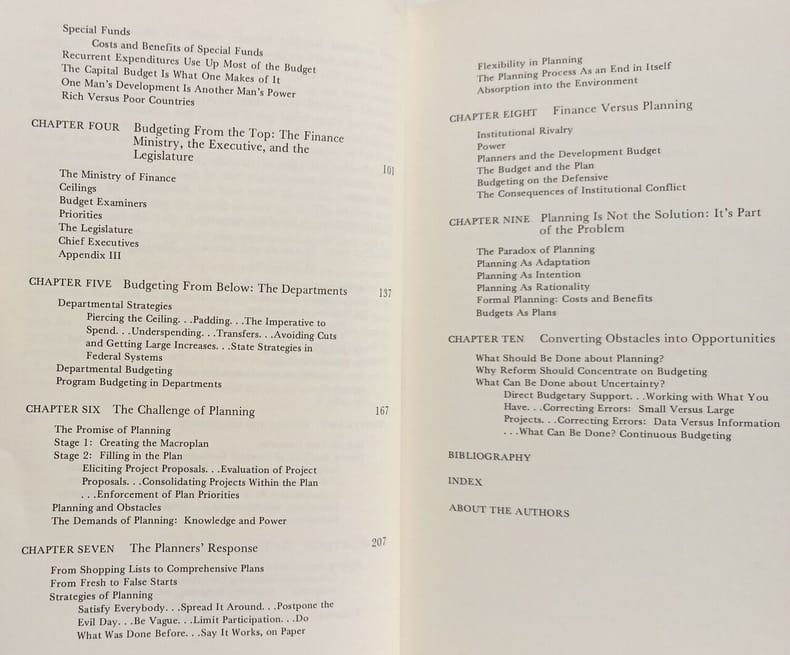 Special Funds
Costs and Benefits of Special Funds
Recurrent Expenditures Use Up Most of the Budget
The Capital Budget Is What One Makes of It
One Man's Development Is Another Man's Power
Rich Versus Poor Countries
CHAPTER FOUR Budgeting From the Top: The Finance
Ministry, the Executive, and the
Legislature 101
The Ministry of Finance
Ceilings
Budget Examiners
Priorities
The Legislature
Chief Executives
Appendix III
CHAPTER FIVE Budgeting From Below: The Departments 137
Departmental Strategies
Piercing the Ceiling. . .Padding. . .The Imperative to
Spend. . .Underspending. . .Transfers. . .Avoiding Cuts
and Getting Large Increases. . .State Strategies in
Federal Systems
Departmental Budgeting
Program Budgeting in Departments
CHAPTER SIX The Challenge of Planning 167
The Promise of Planning
Stage 1: Creating the Macroplan
Stage 2: Filling in the Plan
Eliciting Project Proposals. . .Evaluation of Project
Proposals. . .Consolidating Projects Within the Plan
. . .Enforcement of Plan Priorities
Planning and Obstacles
The Demands of Planning: Knowledge and Power
CHAPTER SEVEN The Planners' Response 207
From Shopping Lists to Comprehensive Plans
From Fresh to False Starts
Strategies of Planning
Satisfy Everybody. . .Spread It Around. . .Postpone the
Evil Day. . .Be Vague. . .Limit Participation. . .Do
What Was Done Before. . .Say It Works, on Paper
Flexibility in Planning
The Planning Process As an End in Itself
Absorption into the Environment
CHAPTER EIGHT Finance Versus Planning
Institutional Rivalry
Power
Planners and the Development Budget
The Budget and the Plan
Budgeting on the Defensive
The Consequences of Institutional Conflict
CHAPTER NINE Planning Is Not the Solution: It's Part
of the Problem
The Paradox of Planning
Planning As Adaptation
Planning As Intention
Planning As Rationality
Formal Planning: Costs and Benefits
Budgets As Plans
CHAPTER TEN Converting Obstacles into Opportunities
What Should Be Done about Planning?
Why Reform Should Concentrate on Budgeting
What Can Be Done about Uncertainty?
Direct Budgetary Support. . .Working with What You
Have. . .Correcting Errors: Small Versus Large
Projects. . .Correcting Errors: Data Versus Information
. . .What Can Be Done? Continuous Budgeting
BIBLIOGRAPHY
INDEX
ABOUT THE AUTHORS